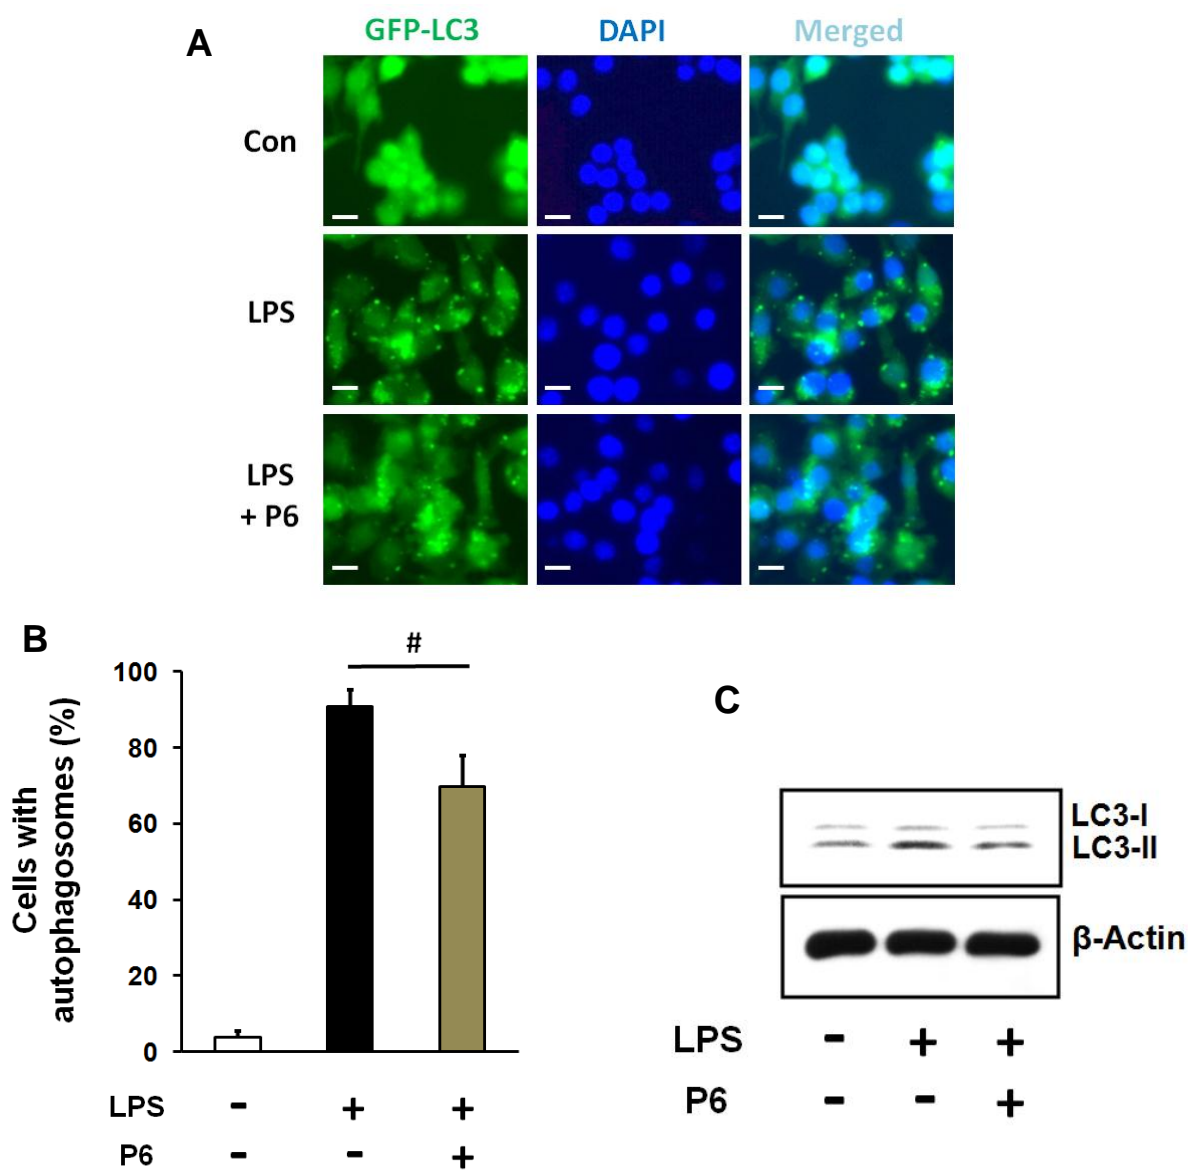 A
GFP-LC3 DAPI Merged
Con
LPS
LPS
+ P6
B
#
Cells with
autophagosomes (%)
100
80
60
40
20
0
LPS - + +
P6 - - +
C
LC3-I
LC3-II
β-Actin
LPS - + +
P6 - - +